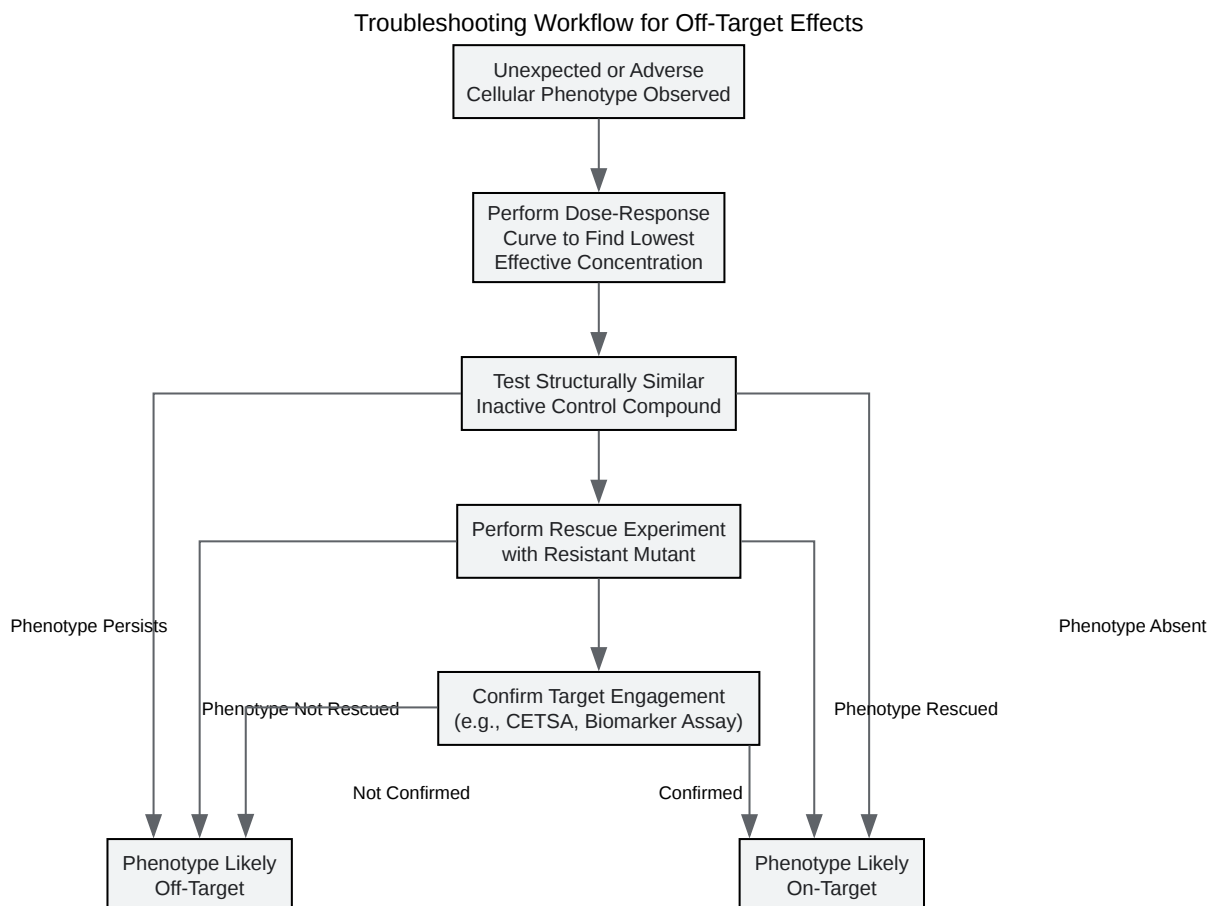 Troubleshooting Workflow for Off-Target Effects
Unexpected or Adverse
Cellular Phenotype Observed
Perform Dose-Response
Curve to Find Lowest
Effective Concentration
Test Structurally Similar
Inactive Control Compound
Perform Rescue Experiment
with Resistant Mutant
Phenotype Persists
Phenotype Absent
Confirm Target Engagement
(e.g., CETSA, Biomarker Assay)
Phenotype Not Rescued
Phenotype Rescued
Not Confirmed
Confirmed
Phenotype Likely
Off-Target
Phenotype Likely
On-Target